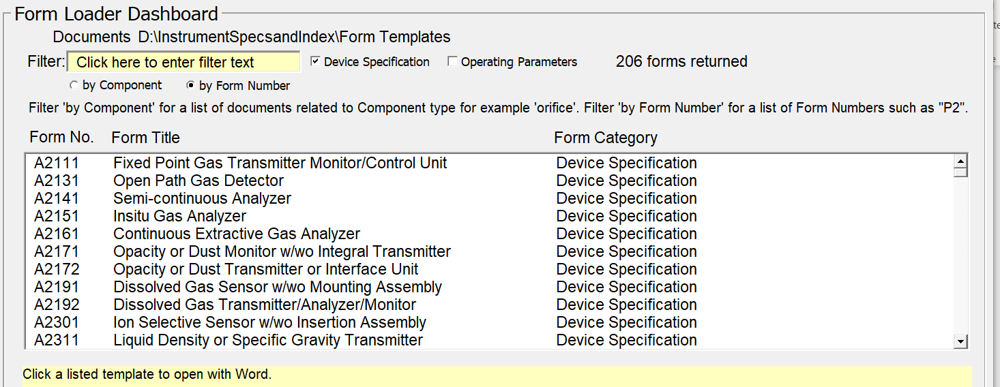 Form Loader Dashboard
Documents D:\InstrumentSpecsandIndex\Form Templates
Filter: Click here to enter filter text Device Specification Operating Parameters 206 forms returned
by Component by Form Number
Filter 'by Component' for a list of documents related to Component type for example 'orifice'. Filter 'by Form Number' for a list of Form Numbers such as "P2".
Form No. Form Title Form Category
A2111 Fixed Point Gas Transmitter Monitor/Control Unit Device Specification
A2131 Open Path Gas Detector Device Specification
A2141 Semi-continuous Analyzer Device Specification
A2151 Insitu Gas Analyzer Device Specification
A2161 Continuous Extractive Gas Analyzer Device Specification
A2171 Opacity or Dust Monitor w/wo Integral Transmitter Device Specification
A2172 Opacity or Dust Transmitter or Interface Unit Device Specification
A2191 Dissolved Gas Sensor w/wo Mounting Assembly Device Specification
A2192 Dissolved Gas Transmitter/Analyzer/Monitor Device Specification
A2301 Ion Selective Sensor w/wo Insertion Assembly Device Specification
A2311 Liquid Density or Specific Gravity Transmitter Device Specification
Click a listed template to open with Word.